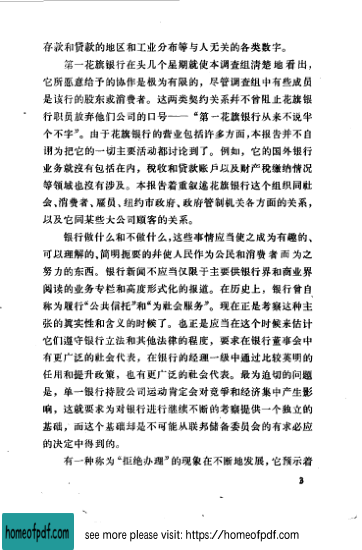 存款和贷款的地区和工业分布等与人无关的各类数字。
第一花旗银行在头几个星期就使本调查组清楚地看出，
它所愿意给予的协作是极为有限的，尽管调查组中有些成员
是该行的股东或消费者。这两类契约关系并不曾阻止花旗银
行职员放弃他们公司的口号——“第一花旗银行从来不说半
个不字”。由于花旗银行的营业包括许多方面，本报告并不自
诩为把它的一切主要活动都讨论到了。例如，它的国外银行
业务就没有包括在内，税收和贷款账户以及财产税缴纳情况
等领域也没有涉及。本报告着重叙述花旗银行这个组织同社
会、消费者、雇员、纽约市政府、政府管制机关各方面的关系，
以及它同某些大公司顾客的关系。
银行做什么和不做什么，这些事情应当使之成为有趣的、
可以理解的、简明扼要的并使人民作为公民和消费者而为之
努力的东西。银行新闻不应当仅限于主要供银行界和商业界
阅读的业务专栏和高度形式化的报道。在历史上，银行曾自
称为履行“公共信托”和“为社会服务”。现在正是考察这种主
张的真实性和含义的时候了。也正是应当在这个时候来估计
它们遵守银行立法和其他法律的程度，要求在银行董事会中
有更广泛的社会代表，在银行的经理一级中通过比较英明的
任用和提升政策，也有更广泛的社会代表。最为迫切的问题
是，单一银行持股公司运动肯定会对竞争和经济集中产生影
响，这就要求为对银行进行继续不断的考察提供一个独立的
基础，而这个基础却是不可能从联邦储备委员会的有求必应
的决定中得到的。
有一种称为“拒绝办理”的现象在不断地发展，它预示着
3
homeofpdf.com
see more please visit: https://homeofpdf.com